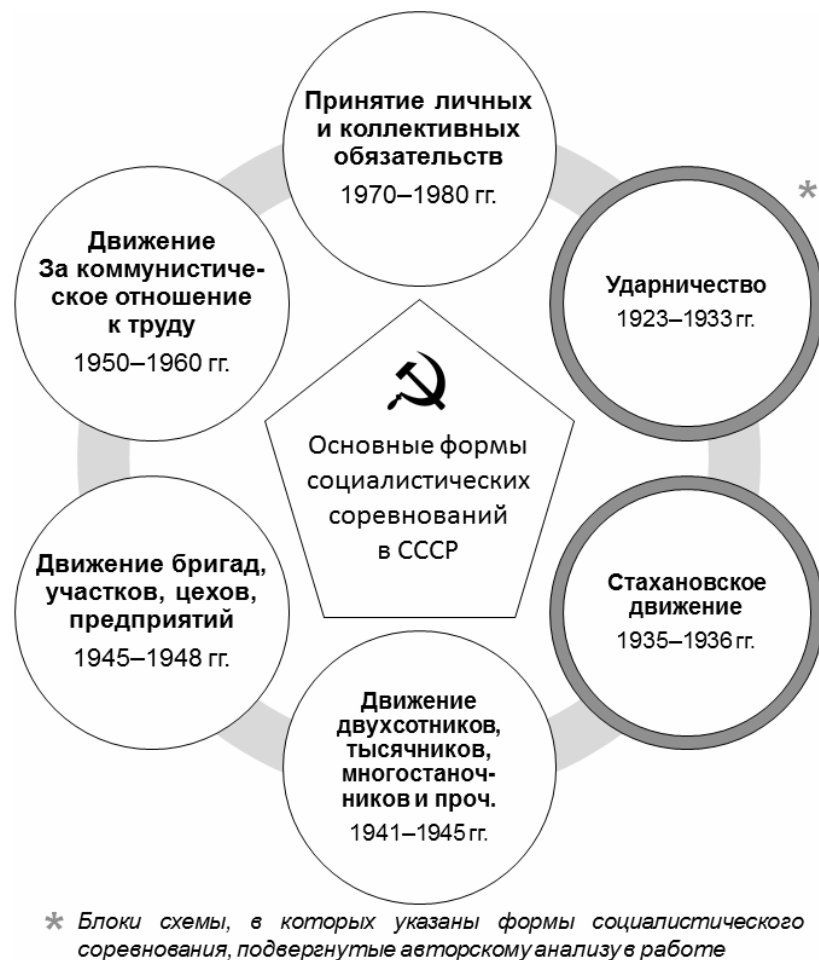 Принятие личных
и коллективных
обязательств
1970–1980 гг.
*
Ударничество
1923–1933 гг.
Стахановское
движение
1935–1936 гг.
Движение
двухсотников,
тысячников,
многостаноч-
ников и проч.
1941–1945 гг.
Движение бригад,
участков, цехов,
предприятий
1945–1948 гг.
Движение
За коммунистиче-
ское отношение
к труду
1950–1960 гг.
Основные формы
социалистических
соревнований
в СССР
* Блоки схемы, в которых указаны формы социалистического
соревнования, подвергнутые авторскому анализу в работе